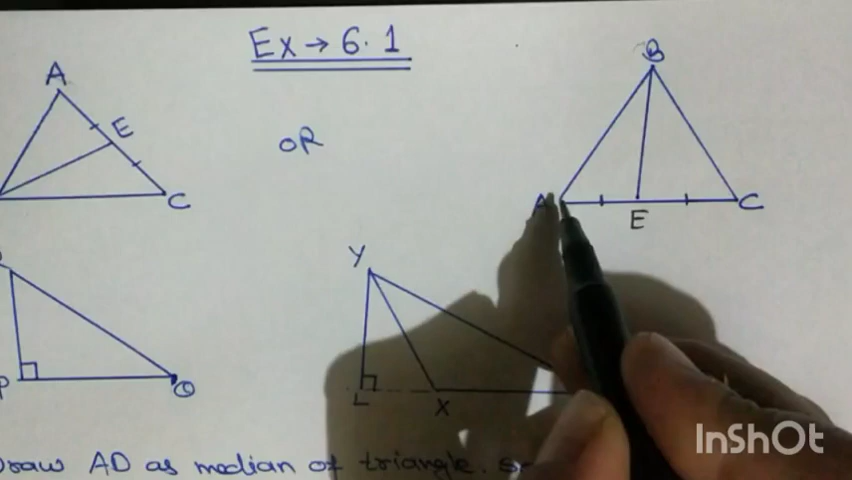 Ex → 6.1
A
B
E
OR
C
A
E
C
Y
P
Q
L
X
Draw AD as median of triangle.
InShOt